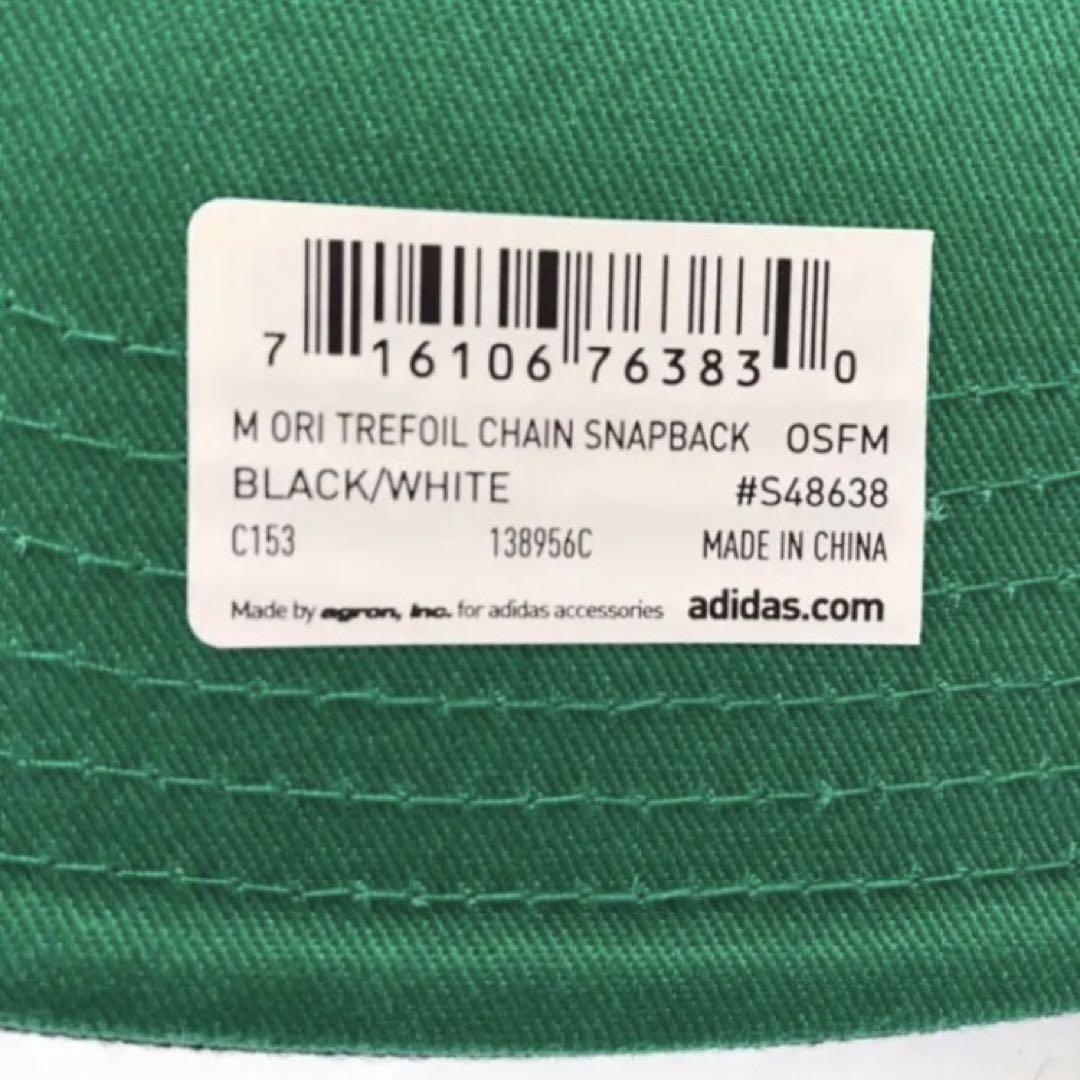 7 16106 76383 0
M ORI TREFOIL CHAIN SNAPBACK OSFM
BLACK/WHITE #S48638
C153 138956C MADE IN CHINA
Made by agron, inc. for adidas accessories adidas.com